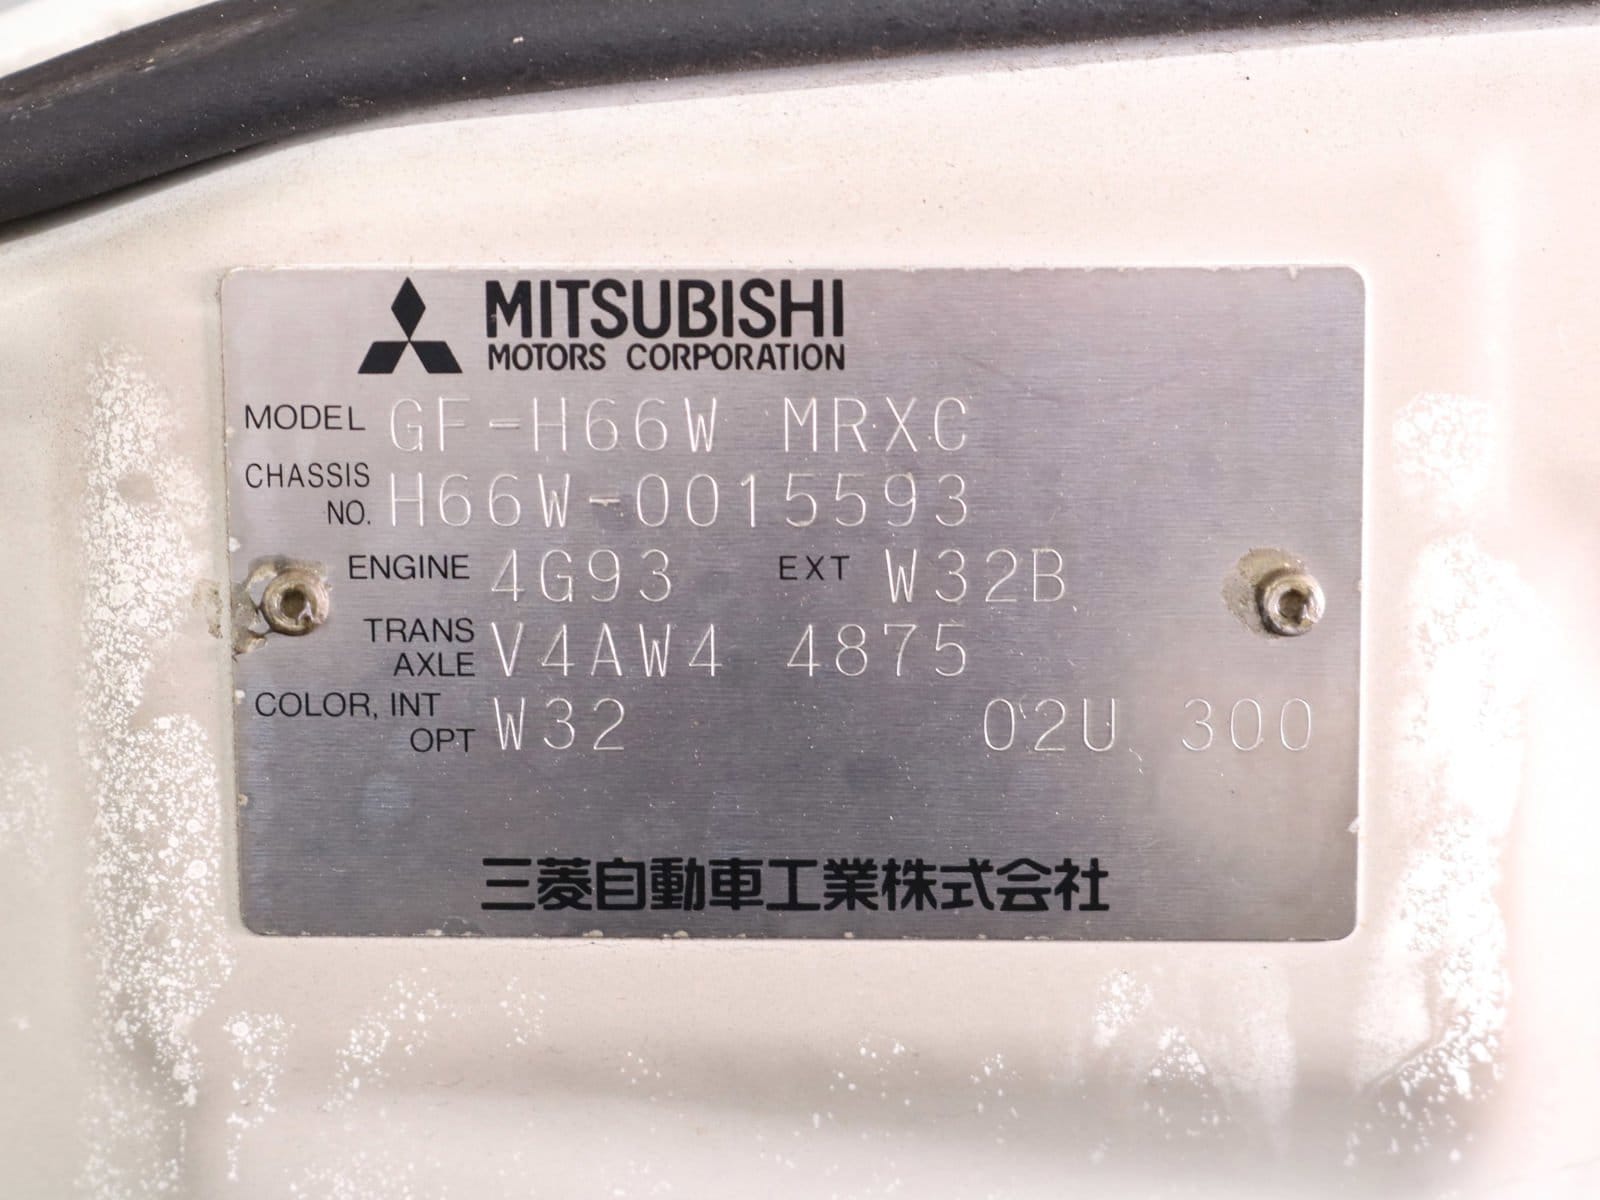 MITSUBISHI
MOTORS CORPORATION
MODEL GF-H66W MRXC
CHASSIS NO. H66W-0015593
ENGINE 4G93 EXT W32B
TRANS AXLE V4AW4 4875
COLOR, INT OPT W32 02U 300
三菱自動車工業株式会社